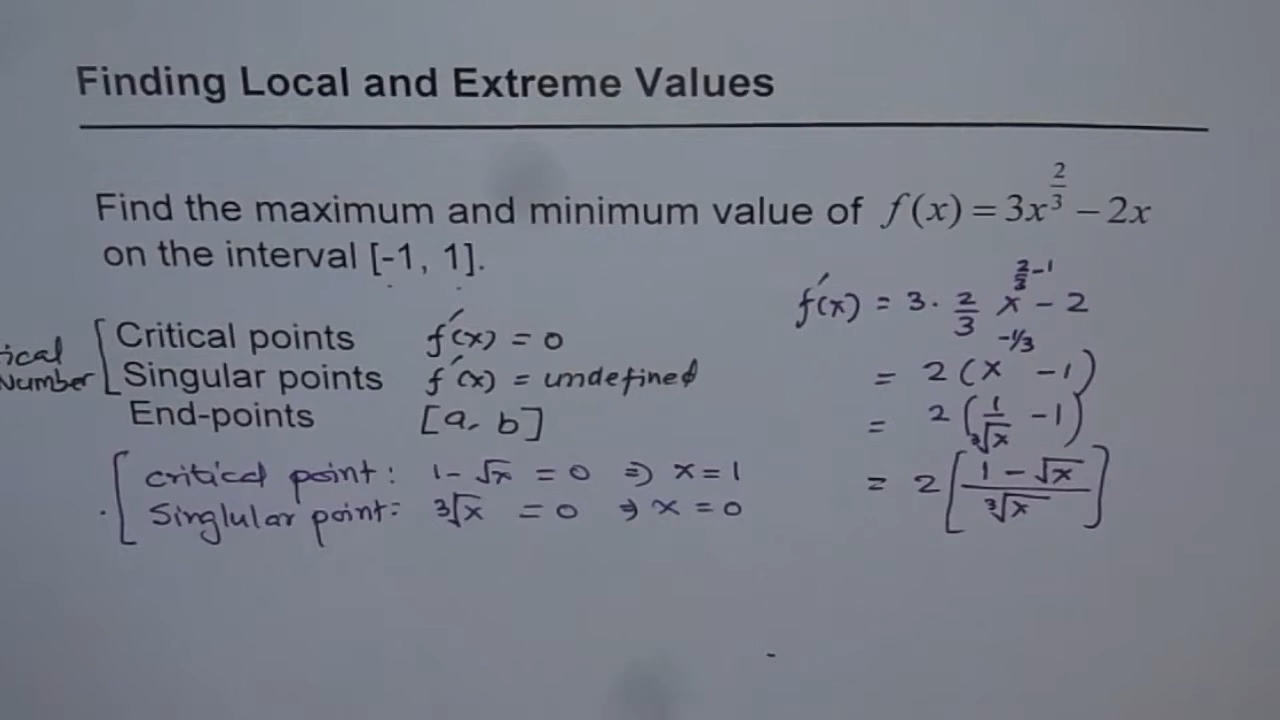 Finding Local and Extreme Values
Find the maximum and minimum value of f(x) = 3x^(2/3) − 2x
on the interval [-1, 1].
f′(x) = 3 · 2/3 x^(2/3 − 1) − 2
= 2(x^(−1/3) − 1)
= 2(1/∛x − 1)
= 2[(1 − √x)/∛x]
tical
Number
Critical points f′(x) = 0
Singular points f′(x) = undefined
End-points [a, b]
critical point: 1 − √x = 0 ⇒ x = 1
Singlular point: ∛x = 0 ⇒ x = 0